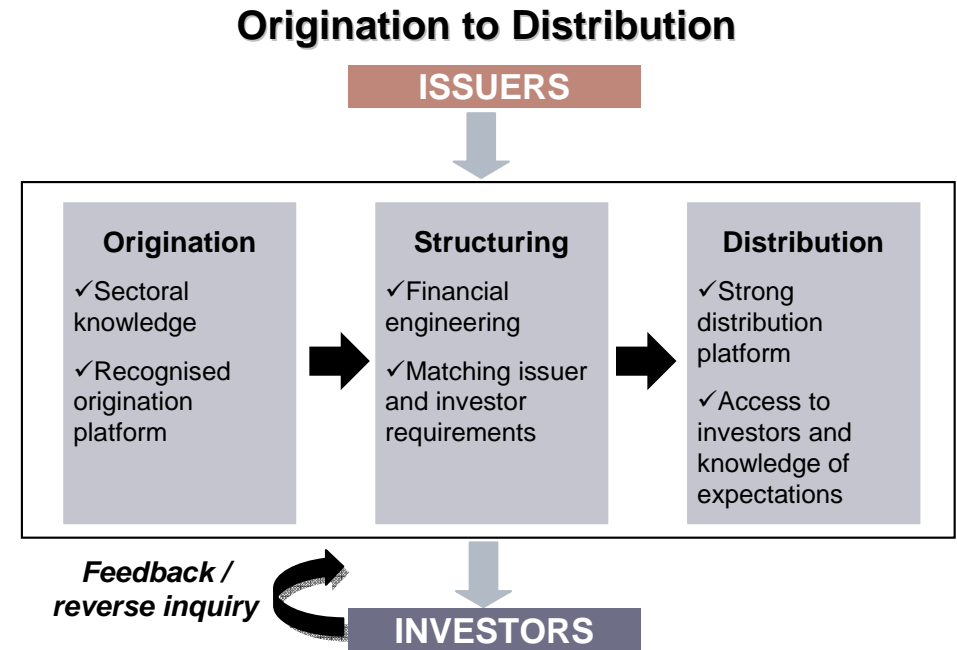 Origination to Distribution
ISSUERS
Origination
✓Sectoral
knowledge
✓Recognised
origination
platform
Structuring
✓Financial
engineering
✓Matching issuer
and investor
requirements
Distribution
✓Strong
distribution
platform
✓Access to
investors and
knowledge of
expectations
Feedback /
reverse inquiry
INVESTORS